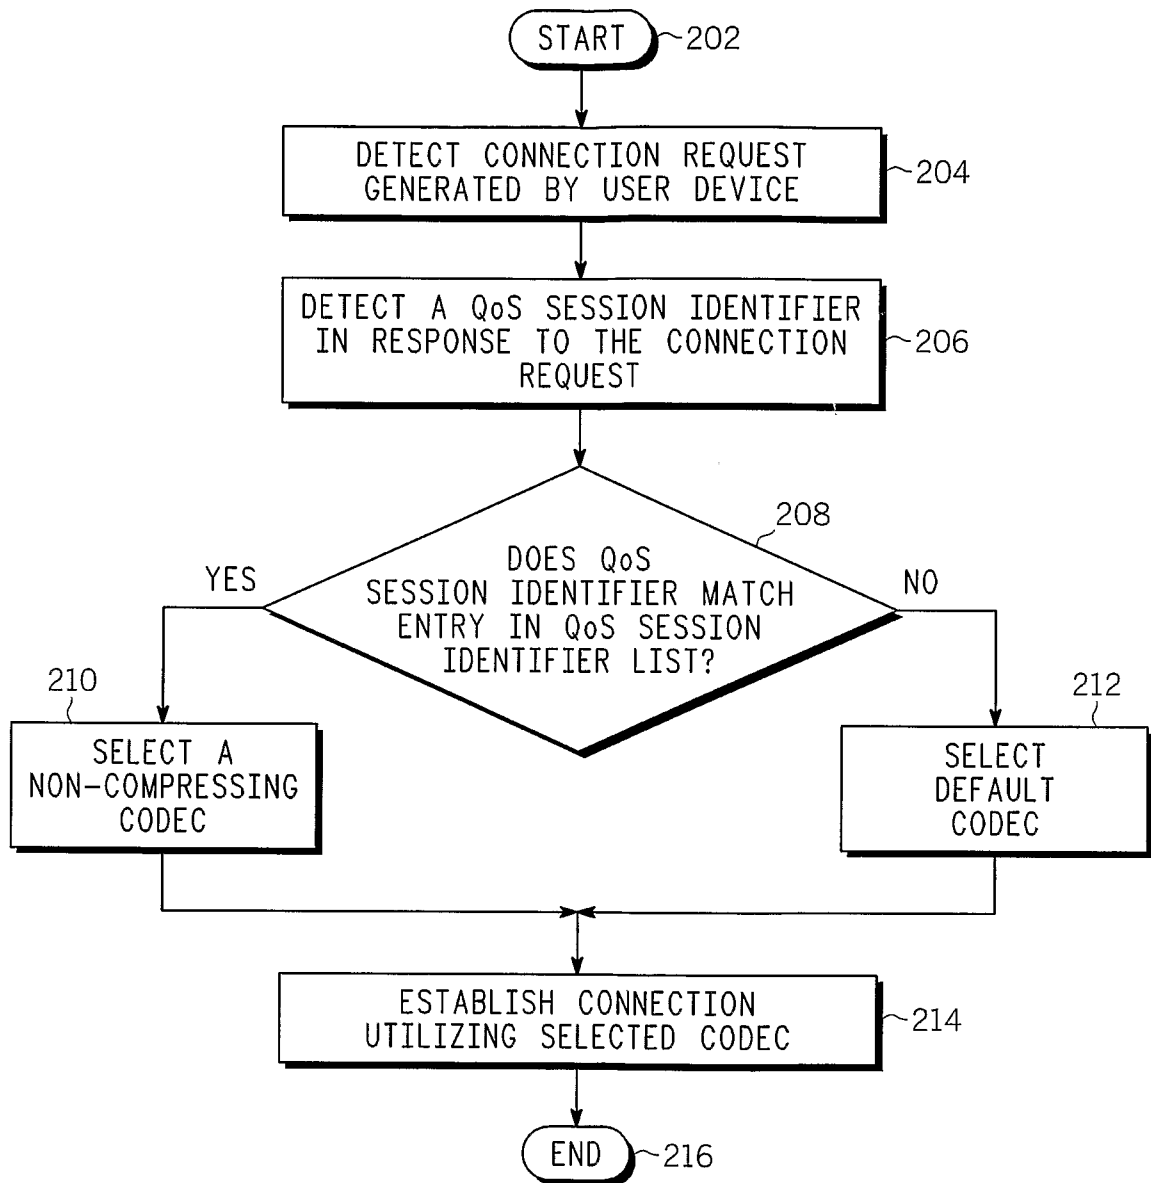 START
202
DETECT CONNECTION REQUEST
GENERATED BY USER DEVICE
204
DETECT A QoS SESSION IDENTIFIER
IN RESPONSE TO THE CONNECTION
REQUEST
206
208
DOES QoS
SESSION IDENTIFIER MATCH
ENTRY IN QoS SESSION
IDENTIFIER LIST?
YES
NO
210
SELECT A
NON-COMPRESSING
CODEC
212
SELECT
DEFAULT
CODEC
ESTABLISH CONNECTION
UTILIZING SELECTED CODEC
214
END
216